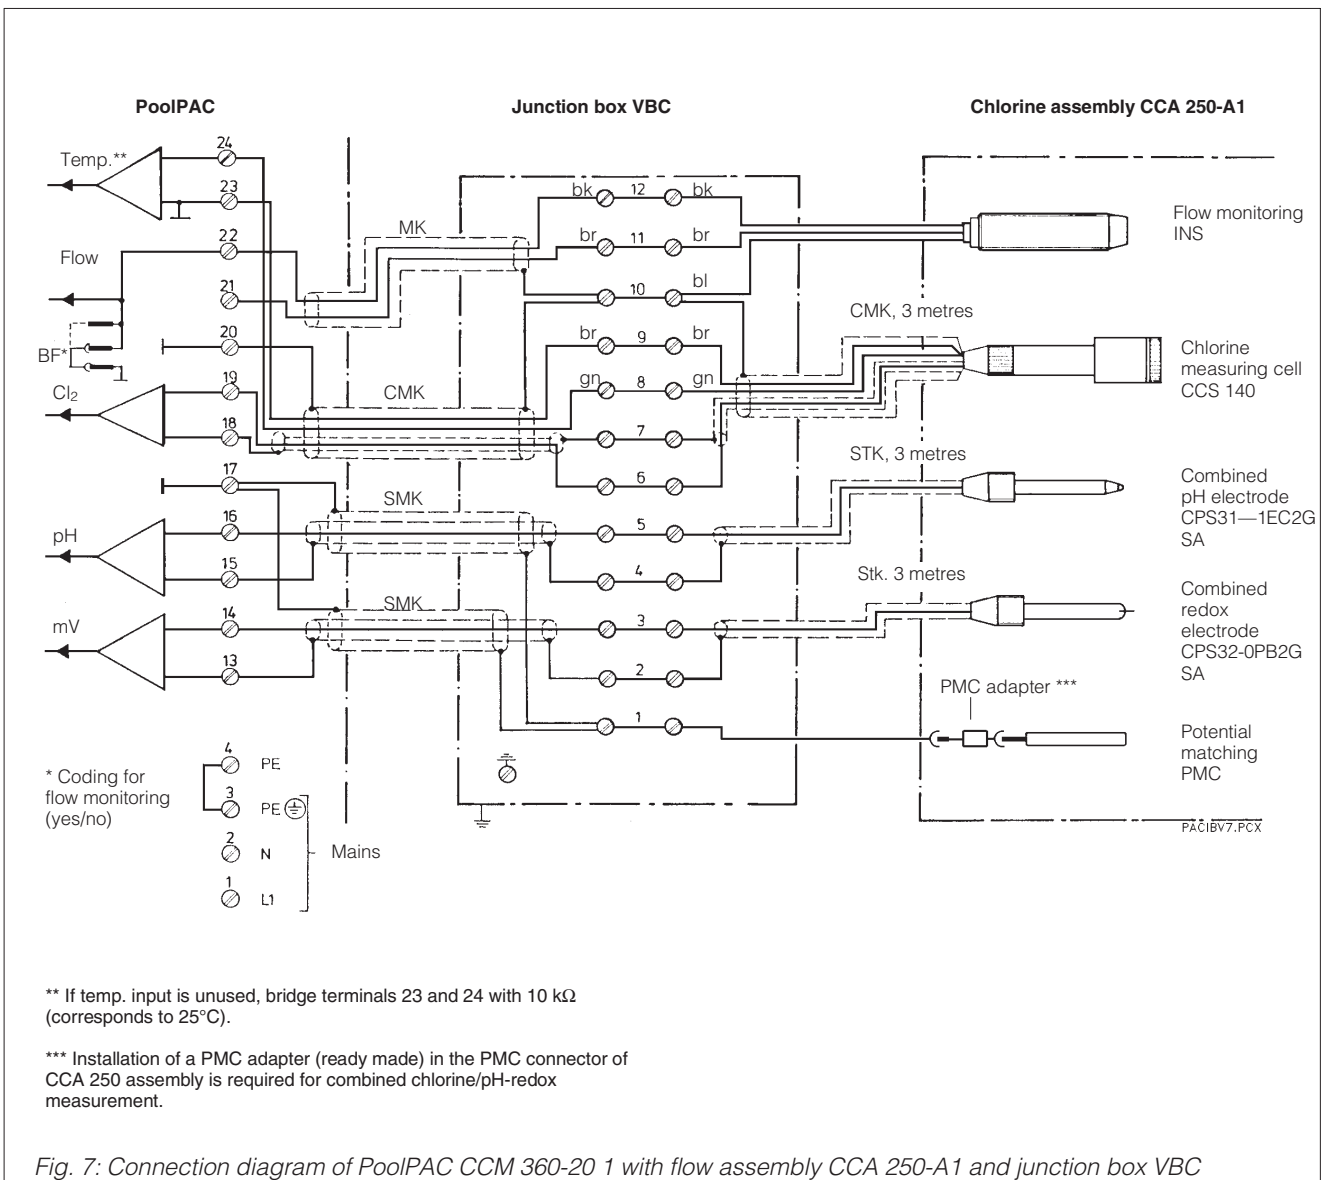 PoolPAC
Junction box VBC
Chlorine assembly CCA 250-A1
Temp.**
24
23
Flow
22
21
BF*
20
Cl₂
19
18
17
pH
16
15
mV
14
13
MK
CMK
SMK
SMK
bk 12 bk
br 11 br
10 bl
br 9 br
gn 8 gn
7
6
5
4
3
2
1
Flow monitoring
INS
CMK, 3 metres
Chlorine
measuring cell
CCS 140
STK, 3 metres
Combined
pH electrode
CPS31—1EC2G
SA
Stk. 3 metres
Combined
redox
electrode
CPS32-0PB2G
SA
PMC adapter ***
Potential
matching
PMC
PACIBV7.PCX
* Coding for
flow monitoring
(yes/no)
4 PE
3 PE
2 N
1 L1
Mains
** If temp. input is unused, bridge terminals 23 and 24 with 10 kΩ
(corresponds to 25°C).
*** Installation of a PMC adapter (ready made) in the PMC connector of
CCA 250 assembly is required for combined chlorine/pH-redox
measurement.
Fig. 7: Connection diagram of PoolPAC CCM 360-20 1 with flow assembly CCA 250-A1 and junction box VBC